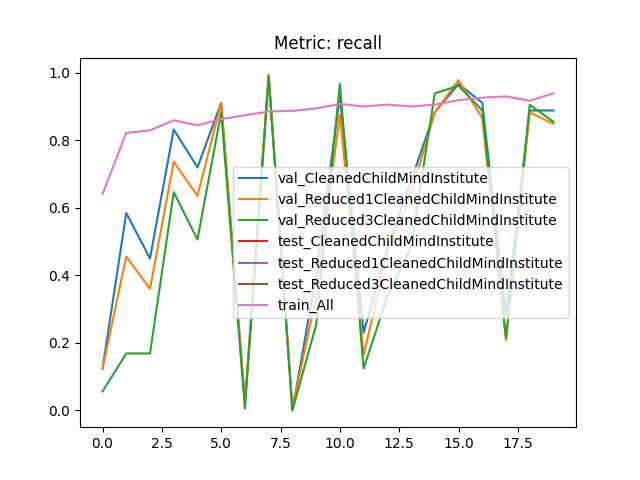 Metric: recall
1.0
0.8
0.6
0.4
0.2
0.0
val_CleanedChildMindInstitute
val_Reduced1CleanedChildMindInstitute
val_Reduced3CleanedChildMindInstitute
test_CleanedChildMindInstitute
test_Reduced1CleanedChildMindInstitute
test_Reduced3CleanedChildMindInstitute
train_All
0.0 2.5 5.0 7.5 10.0 12.5 15.0 17.5